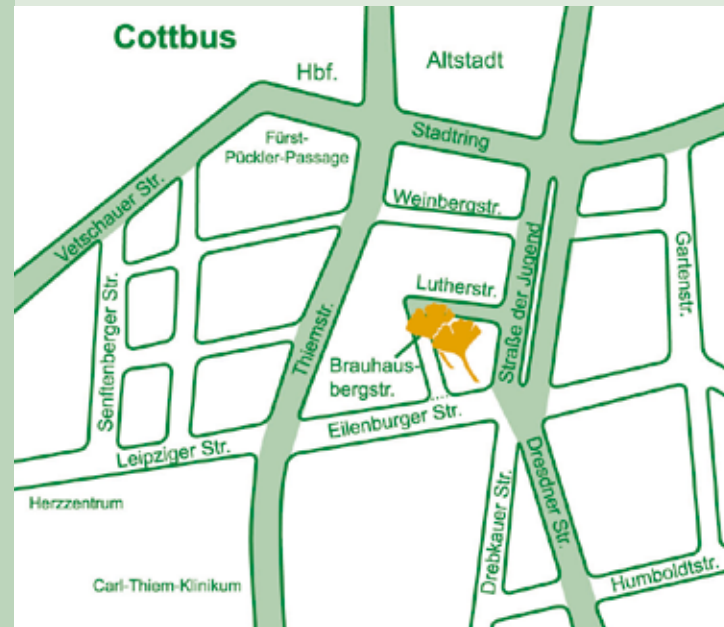 Cottbus
Hbf.
Altstadt
Stadtring
Fürst-
Pückler-Passage
Vetschauer Str.
Weinbergstr.
Straße der Jugend
Gartenstr.
Senftenberger Str.
Thiemstr.
Lutherstr.
Brauhaus-
bergstr.
Eilenburger Str.
Leipziger Str.
Herzzentrum
Drebkauer Str.
Dresdner Str.
Carl-Thiem-Klinikum
Humboldtstr.